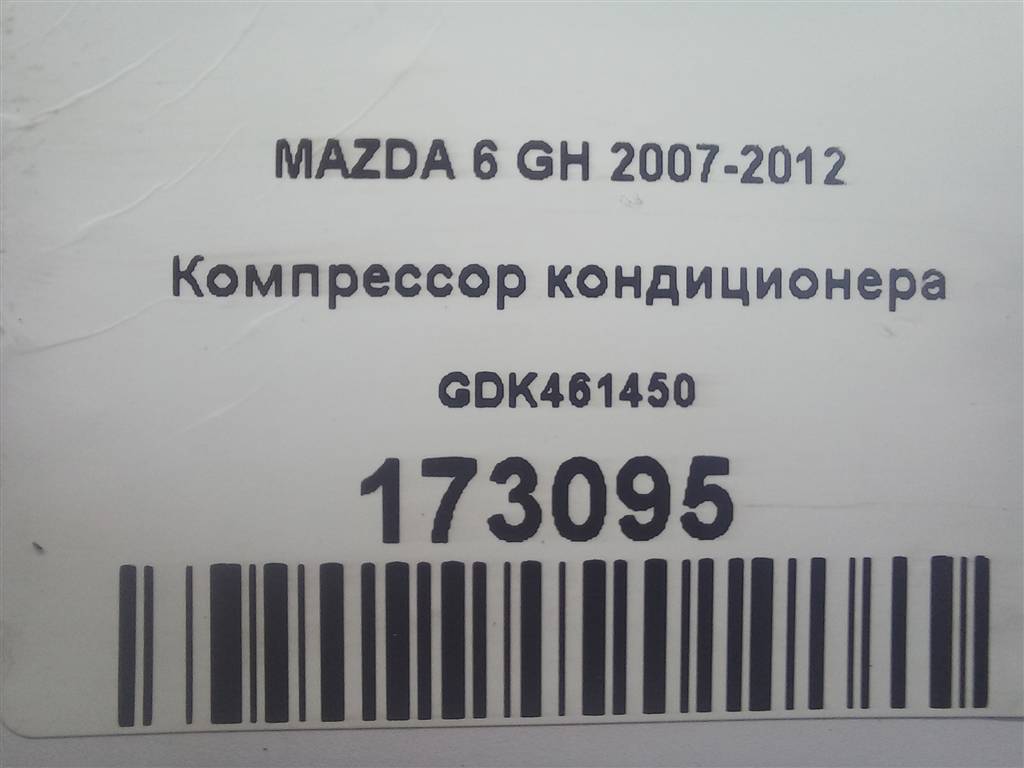 MAZDA 6 GH 2007-2012
Компрессор кондиционера
GDK461450
173095